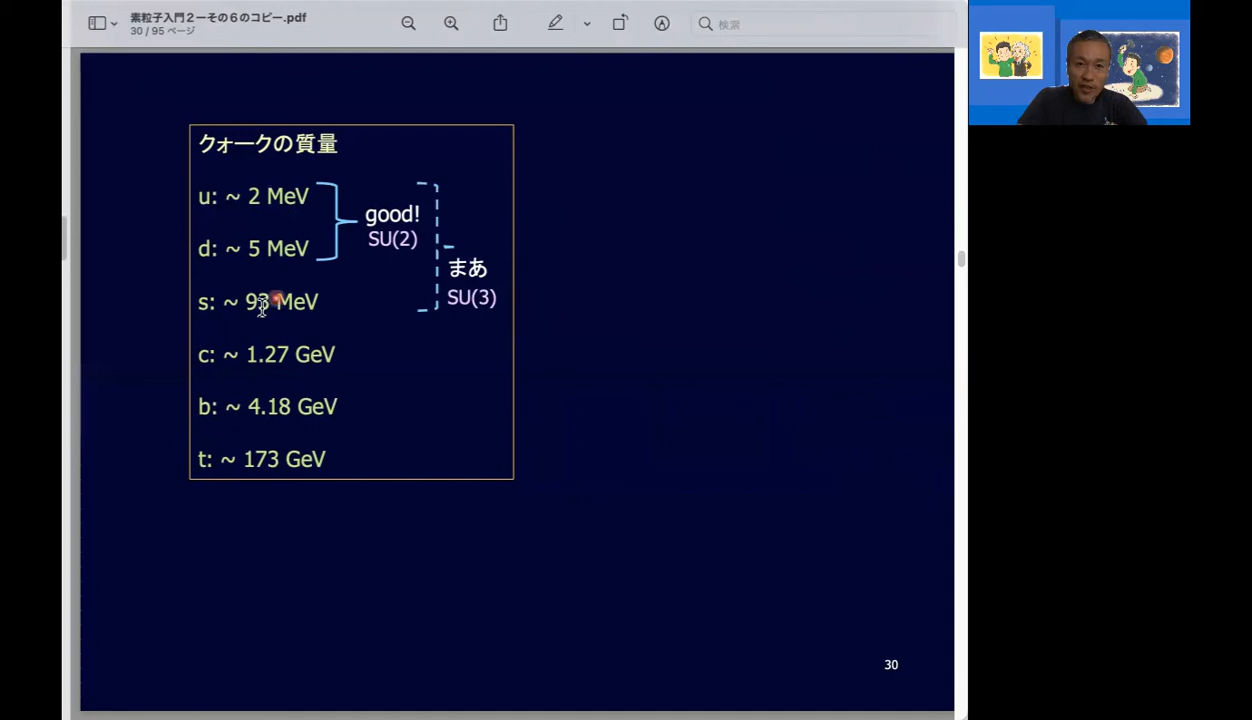 素粒子入門2ーその6のコピー.pdf
30 / 95 ページ
検索
クォークの質量
u: ~ 2 MeV
good!
SU(2)
d: ~ 5 MeV
まあ
SU(3)
s: ~ 93 MeV
c: ~ 1.27 GeV
b: ~ 4.18 GeV
t: ~ 173 GeV
30